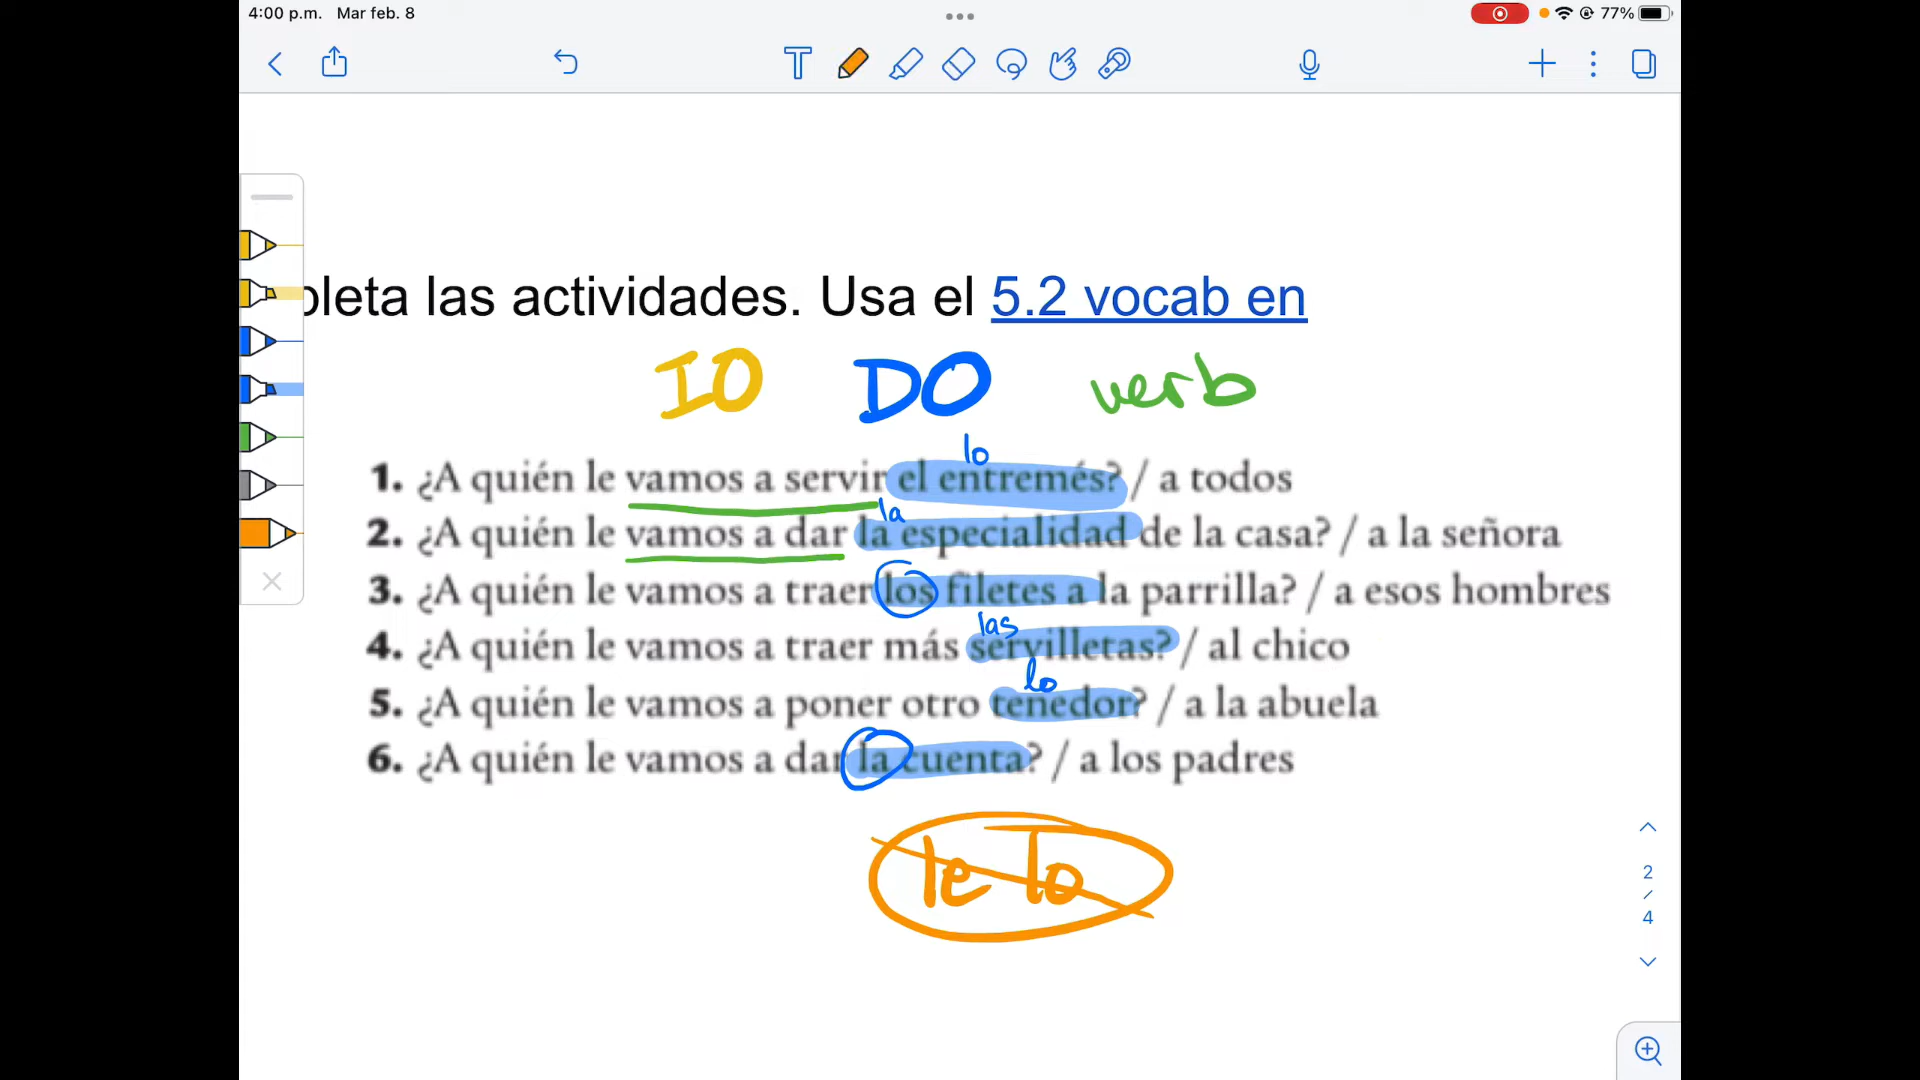 4:00 p.m. Mar feb. 8 77%
pleta las actividades. Usa el 5.2 vocab en
IO DO verb
lo
1. ¿A quién le vamos a servir el entremés? / a todos
la
2. ¿A quién le vamos a dar la especialidad de la casa? / a la señora
3. ¿A quién le vamos a traer los filetes a la parrilla? / a esos hombres
las
4. ¿A quién le vamos a traer más servilletas? / al chico
lo
5. ¿A quién le vamos a poner otro tenedor? / a la abuela
6. ¿A quién le vamos a dar la cuenta? / a los padres
le lo
2
/
4